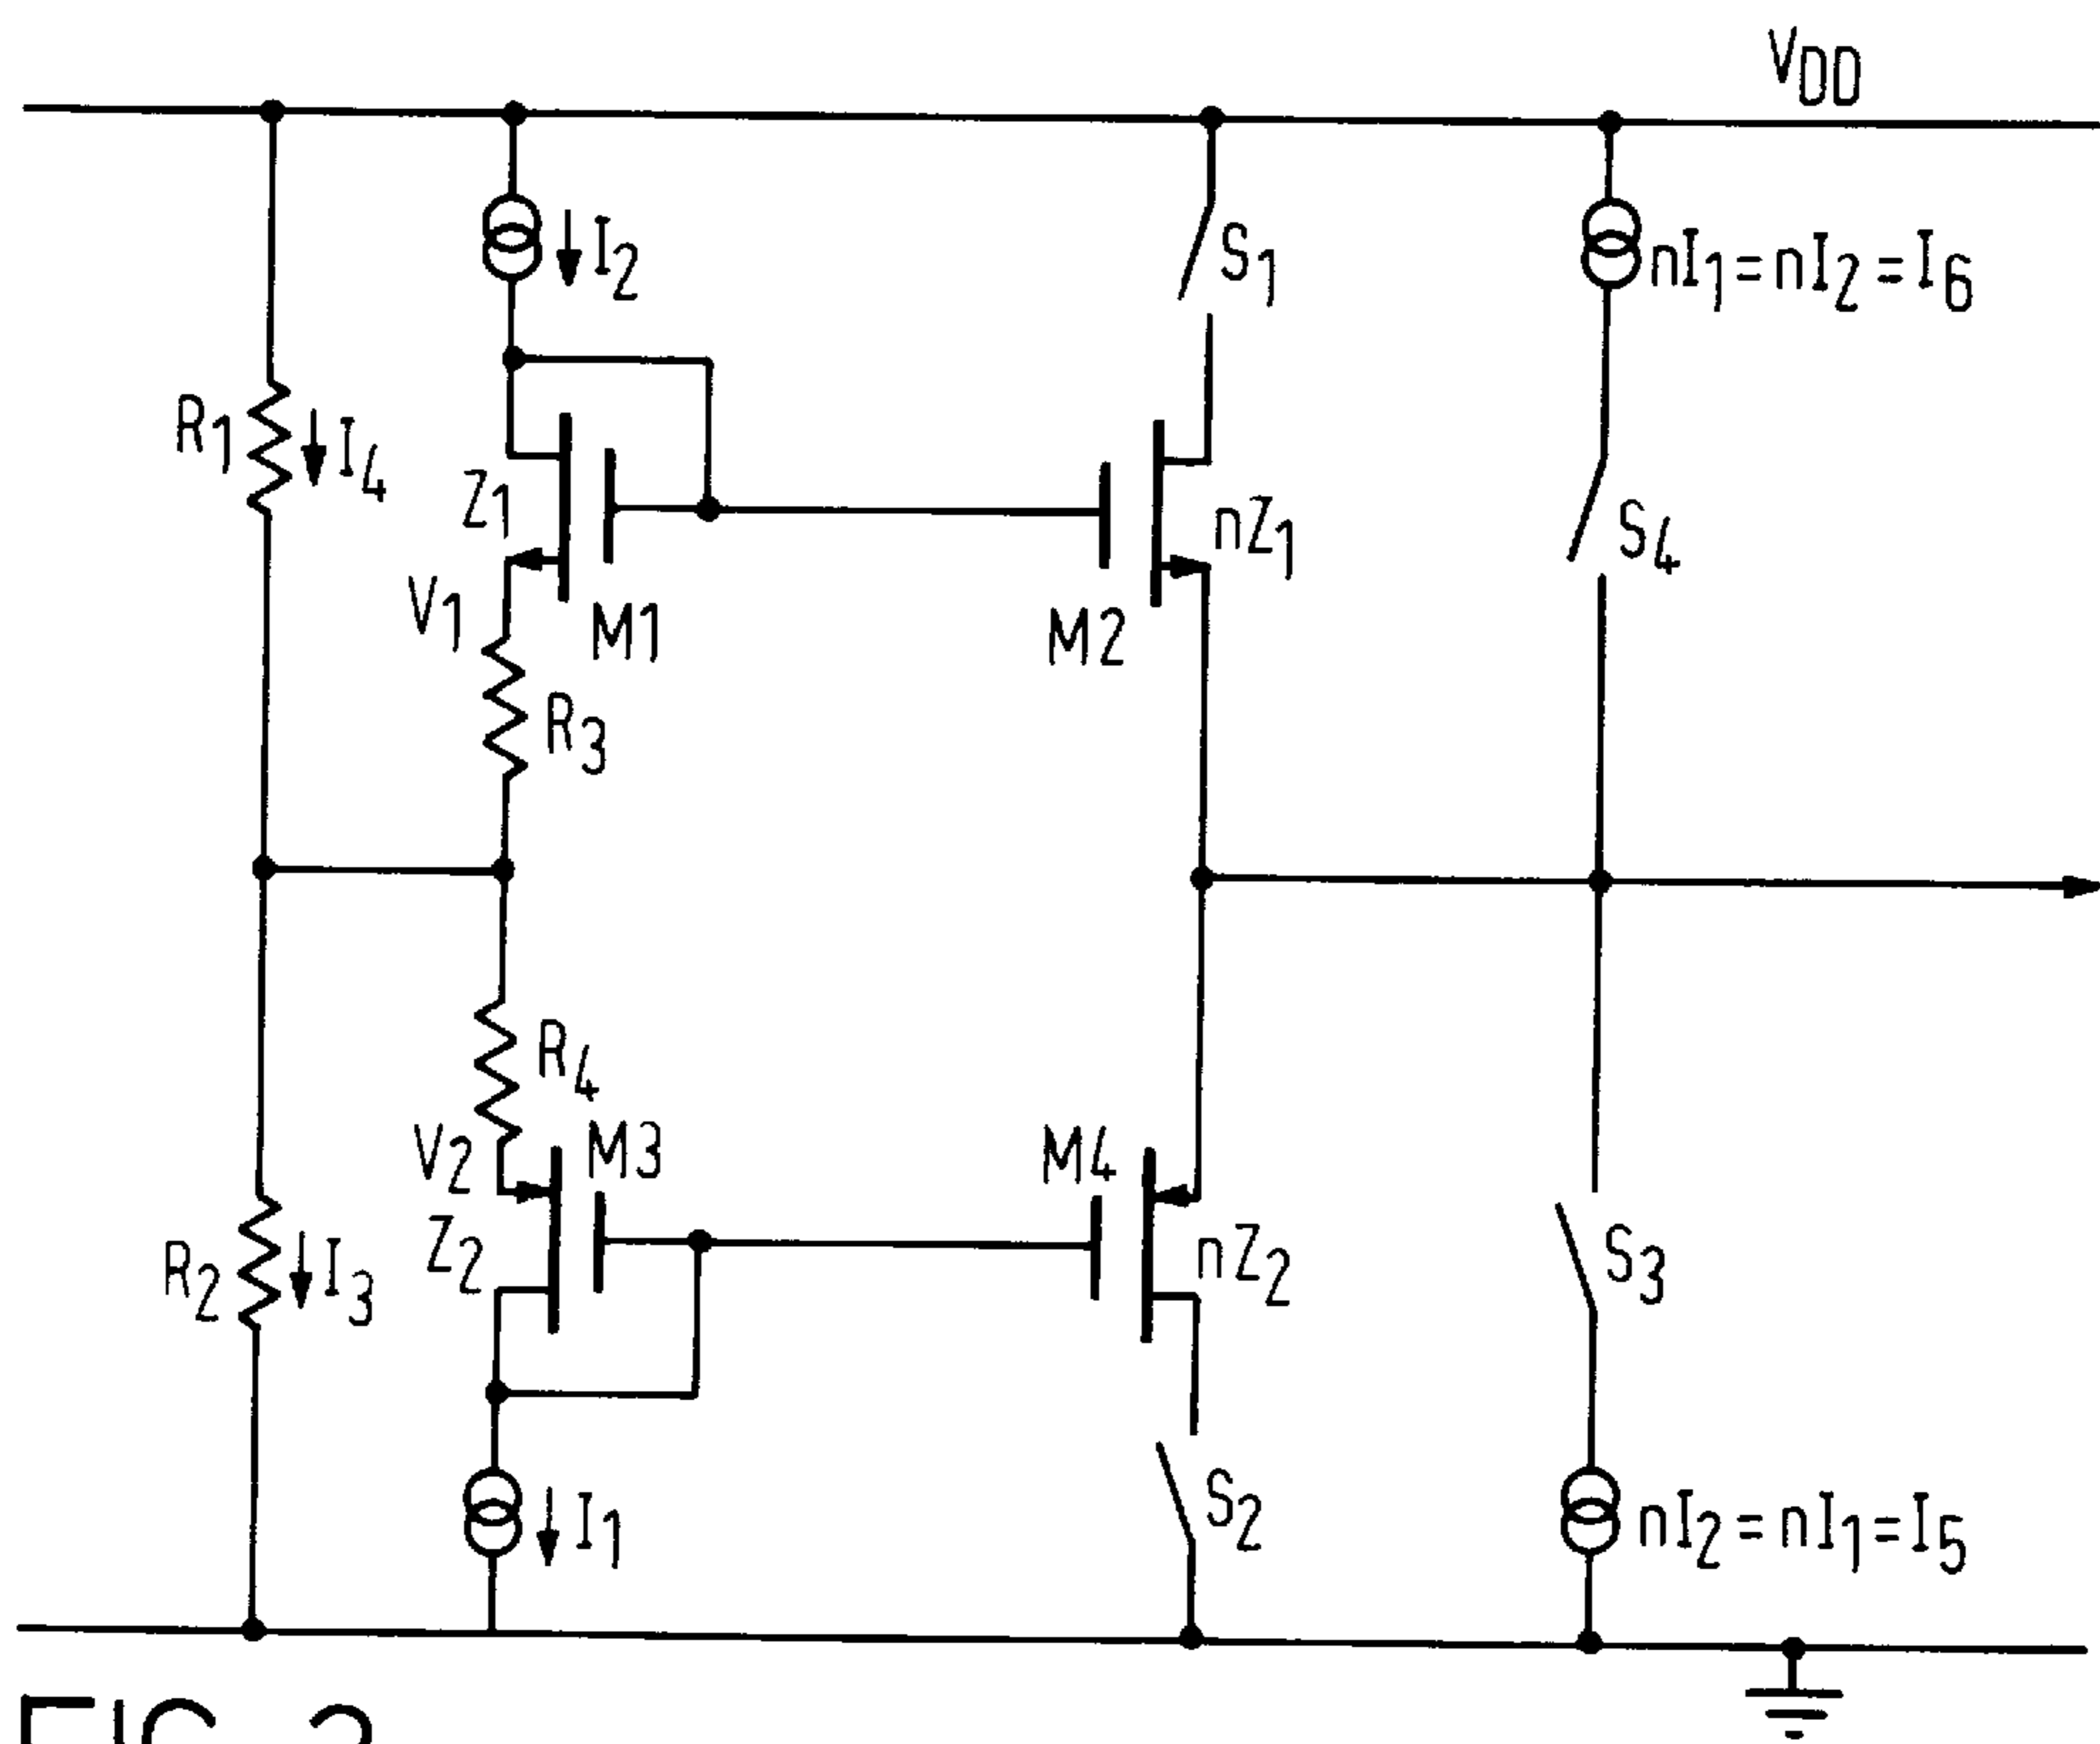 VDD
I2
S1
nI1=nI2=I6
R1
I4
Z1
nZ1
S4
V1
M1
M2
R3
R4
V2
M3
M4
Z2
nZ2
R2
I3
S3
I1
S2
nI2=nI1=I5